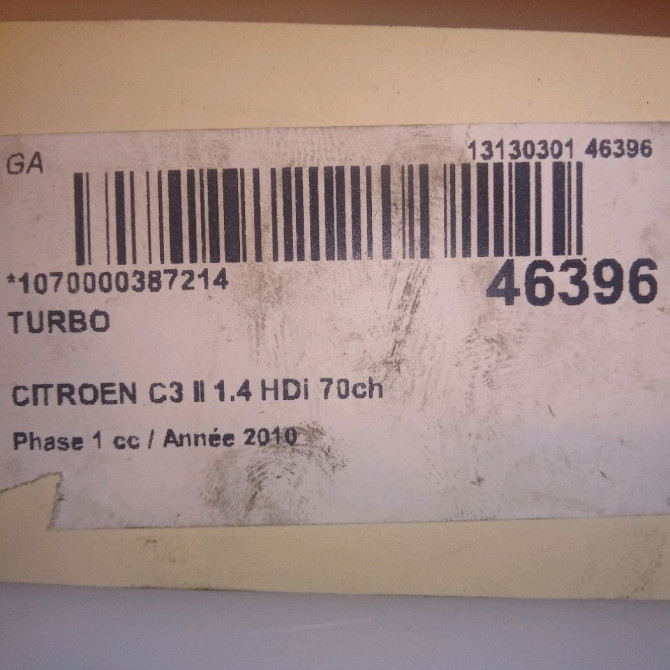 GA
13130301 46396
*1070000387214
46396
TURBO
CITROEN C3 II 1.4 HDi 70ch
Phase 1 cc / Année 2010